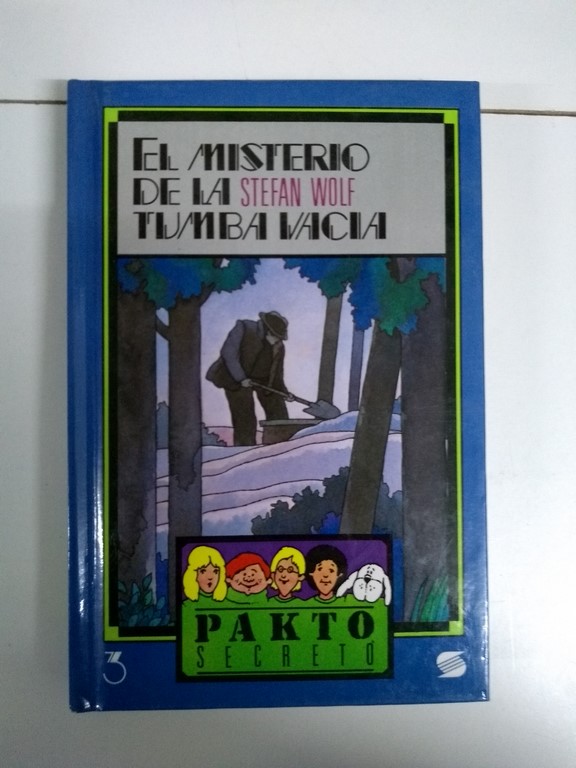 EL MISTERIO
DE LA STEFAN WOLF
TUMBA VACIA
PAKTO
SECRETO
3